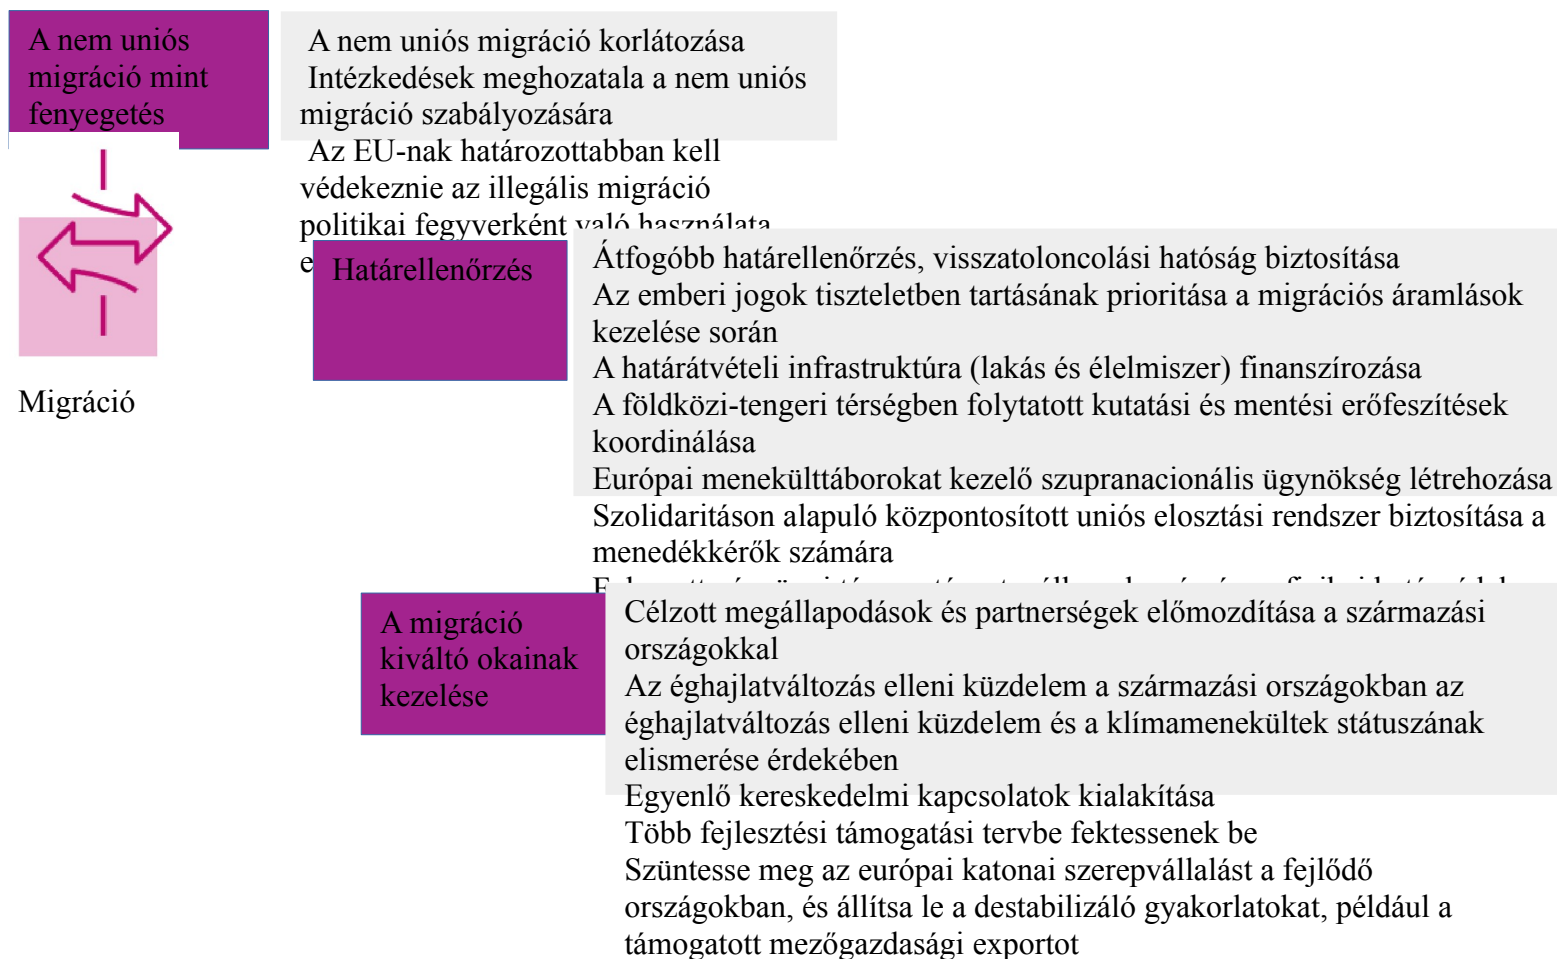 A nem uniós
migráció mint
fenyegetés
A nem uniós migráció korlátozása
Intézkedések meghozatala a nem uniós
migráció szabályozására
Az EU-nak határozottabban kell
védekeznie az illegális migráció
politikai fegyverként való használata
e
Migráció
Határellenőrzés
Átfogóbb határellenőrzés, visszatoloncolási hatóság biztosítása
Az emberi jogok tiszteletben tartásának prioritása a migrációs áramlások
kezelése során
A határátvételi infrastruktúra (lakás és élelmiszer) finanszírozása
A földközi-tengeri térségben folytatott kutatási és mentési erőfeszítések
koordinálása
Európai menekülttáborokat kezelő szupranacionális ügynökség létrehozása
Szolidaritáson alapuló központosított uniós elosztási rendszer biztosítása a
menedékkérők számára
A migráció
kiváltó okainak
kezelése
Célzott megállapodások és partnerségek előmozdítása a származási
országokkal
Az éghajlatváltozás elleni küzdelem a származási országokban az
éghajlatváltozás elleni küzdelem és a klímamenekültek státuszának
elismerése érdekében
Egyenlő kereskedelmi kapcsolatok kialakítása
Több fejlesztési támogatási tervbe fektessenek be
Szüntesse meg az európai katonai szerepvállalást a fejlődő
országokban, és állítsa le a destabilizáló gyakorlatokat, például a
támogatott mezőgazdasági exportot